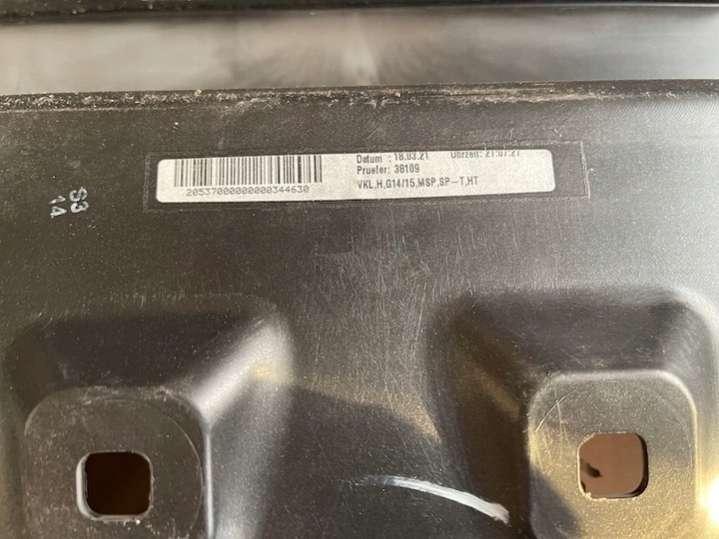 Datum : 18.03.21 Uhrzeit: 21:07:27
Pruefer: 38109
20537000000000344630
VKL,H,G14/15,MSP,SP-T,HT
S3
14